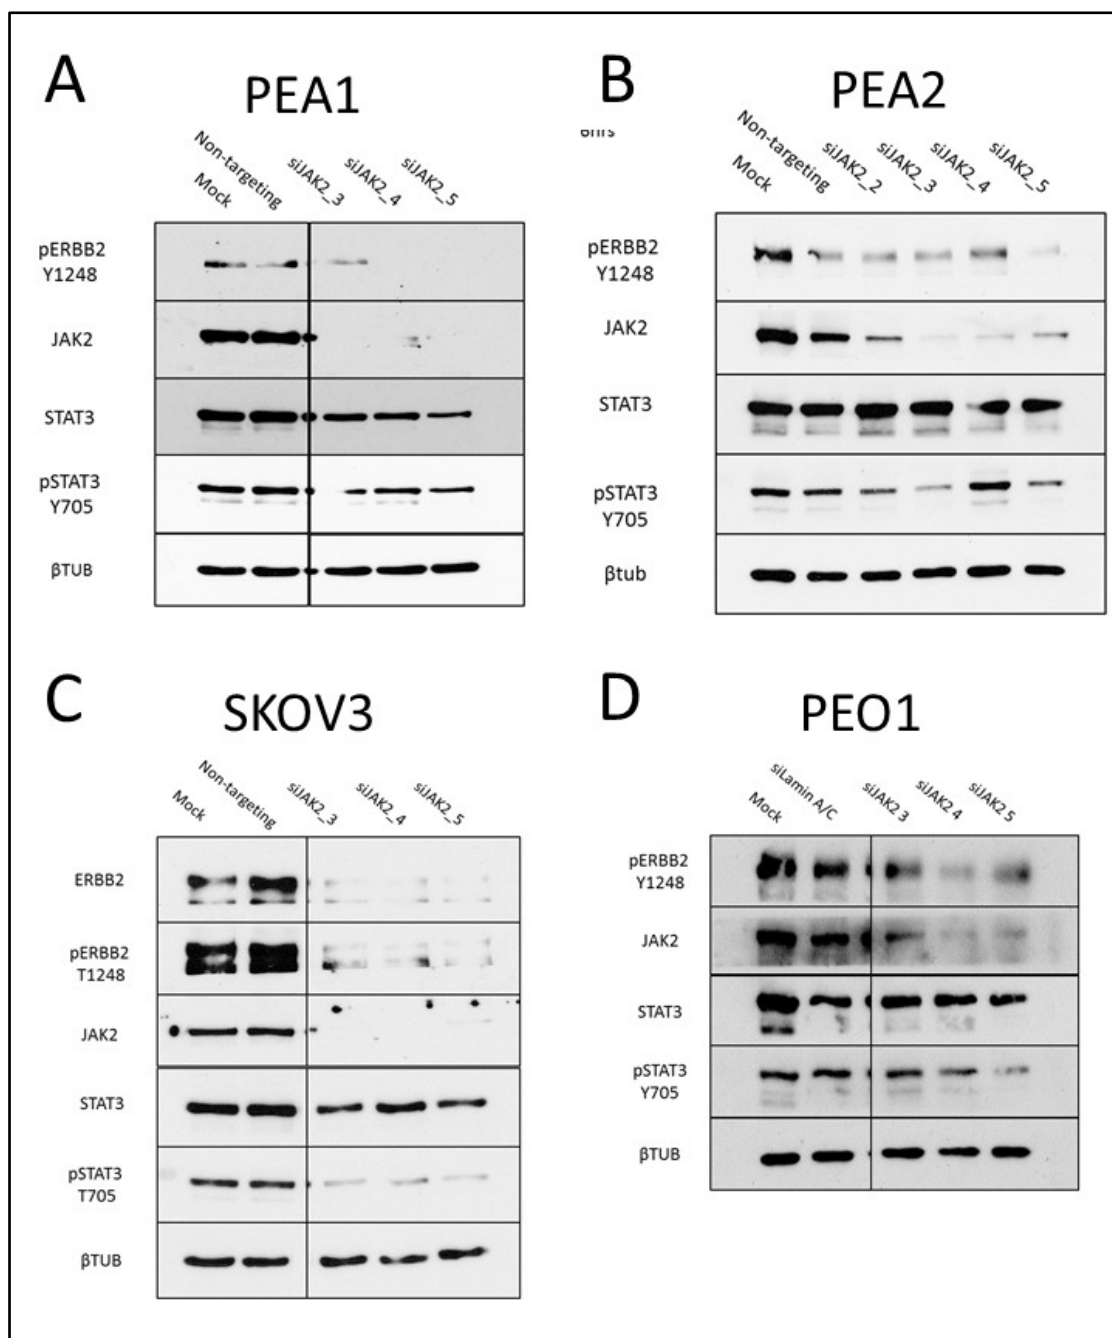 A
PEA1
Mock
Non-targeting
siJAK2_3
siJAK2_4
siJAK2_5
pERBB2
Y1248
JAK2
STAT3
pSTAT3
Y705
βTUB
B
PEA2
Mock
Non-targeting
siJAK2_2
siJAK2_3
siJAK2_4
siJAK2_5
pERBB2
Y1248
JAK2
STAT3
pSTAT3
Y705
βtub
C
SKOV3
Mock
Non-targeting
siJAK2_3
siJAK2_4
siJAK2_5
ERBB2
pERBB2
T1248
JAK2
STAT3
pSTAT3
T705
βTUB
D
PEO1
Mock
siLamin A/C
siJAK2 3
siJAK2 4
siJAK2 5
pERBB2
Y1248
JAK2
STAT3
pSTAT3
Y705
βTUB